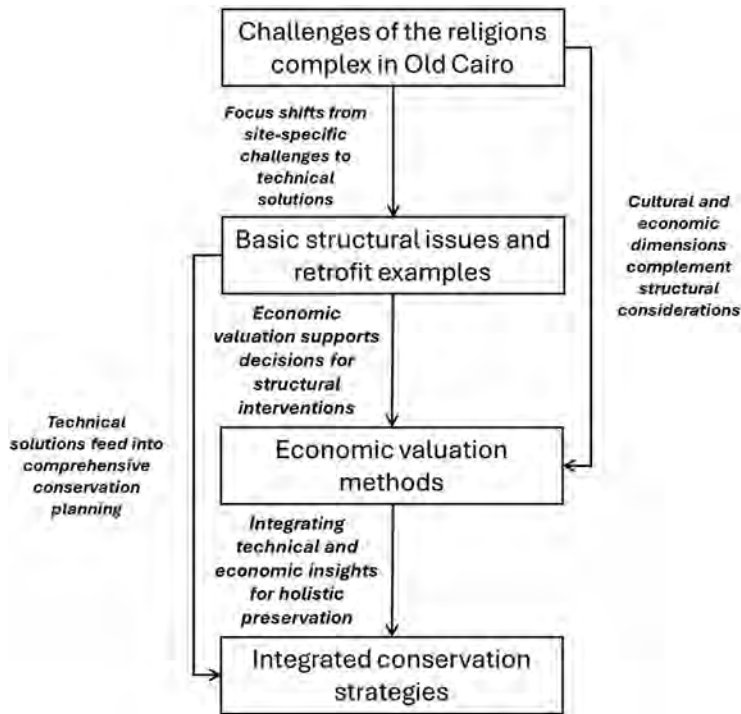 Challenges of the religions
complex in Old Cairo
Focus shifts from
site-specific
challenges to
technical
solutions
Cultural and
economic
dimensions
complement
structural
considerations
Basic structural issues and
retrofit examples
Economic
valuation supports
decisions for
structural
interventions
Technical
solutions feed into
comprehensive
conservation
planning
Economic valuation
methods
Integrating
technical and
economic insights
for holistic
preservation
Integrated conservation
strategies